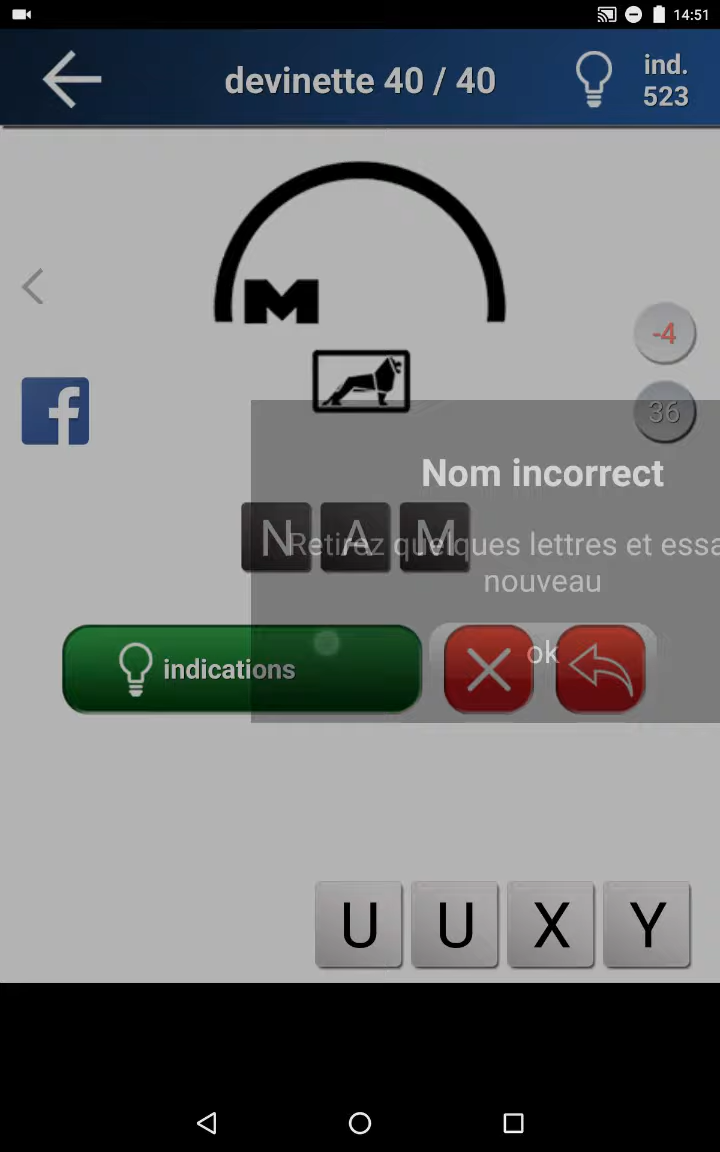 14:51
devinette 40 / 40
ind.
523
M
-4
36
Nom incorrect
N A M
Retirez quelques lettres et essa
nouveau
indications
ok
U U X Y